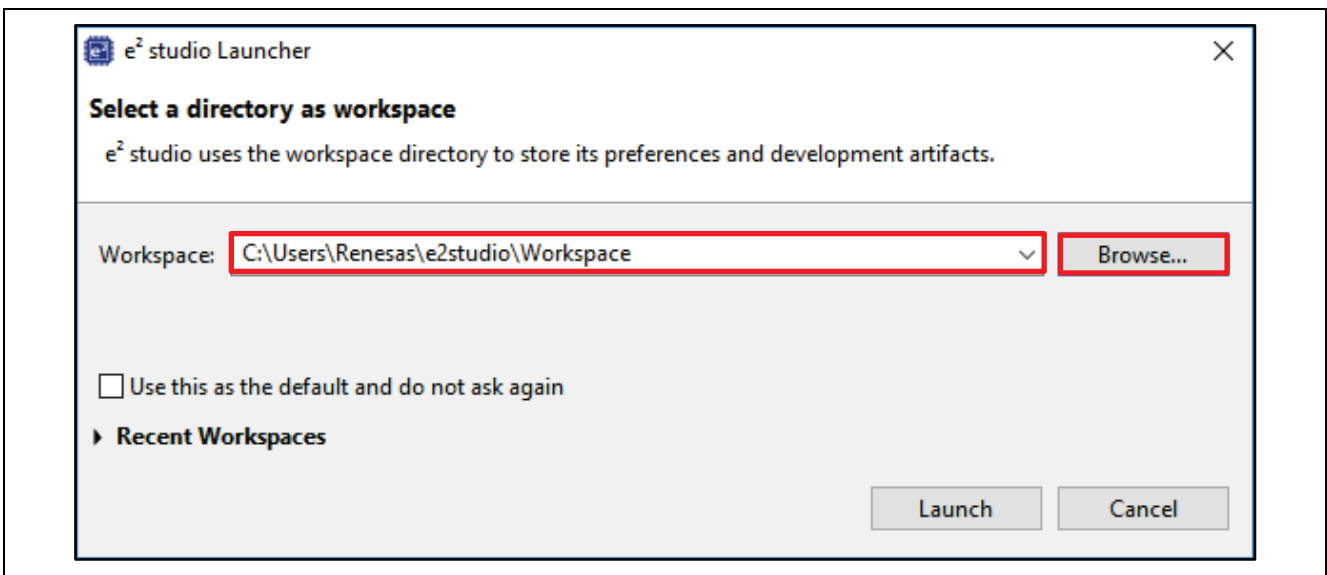 e² studio Launcher
Select a directory as workspace
e² studio uses the workspace directory to store its preferences and development artifacts.
Workspace: C:\Users\Renesas\e2studio\Workspace Browse...
Use this as the default and do not ask again
Recent Workspaces
Launch Cancel